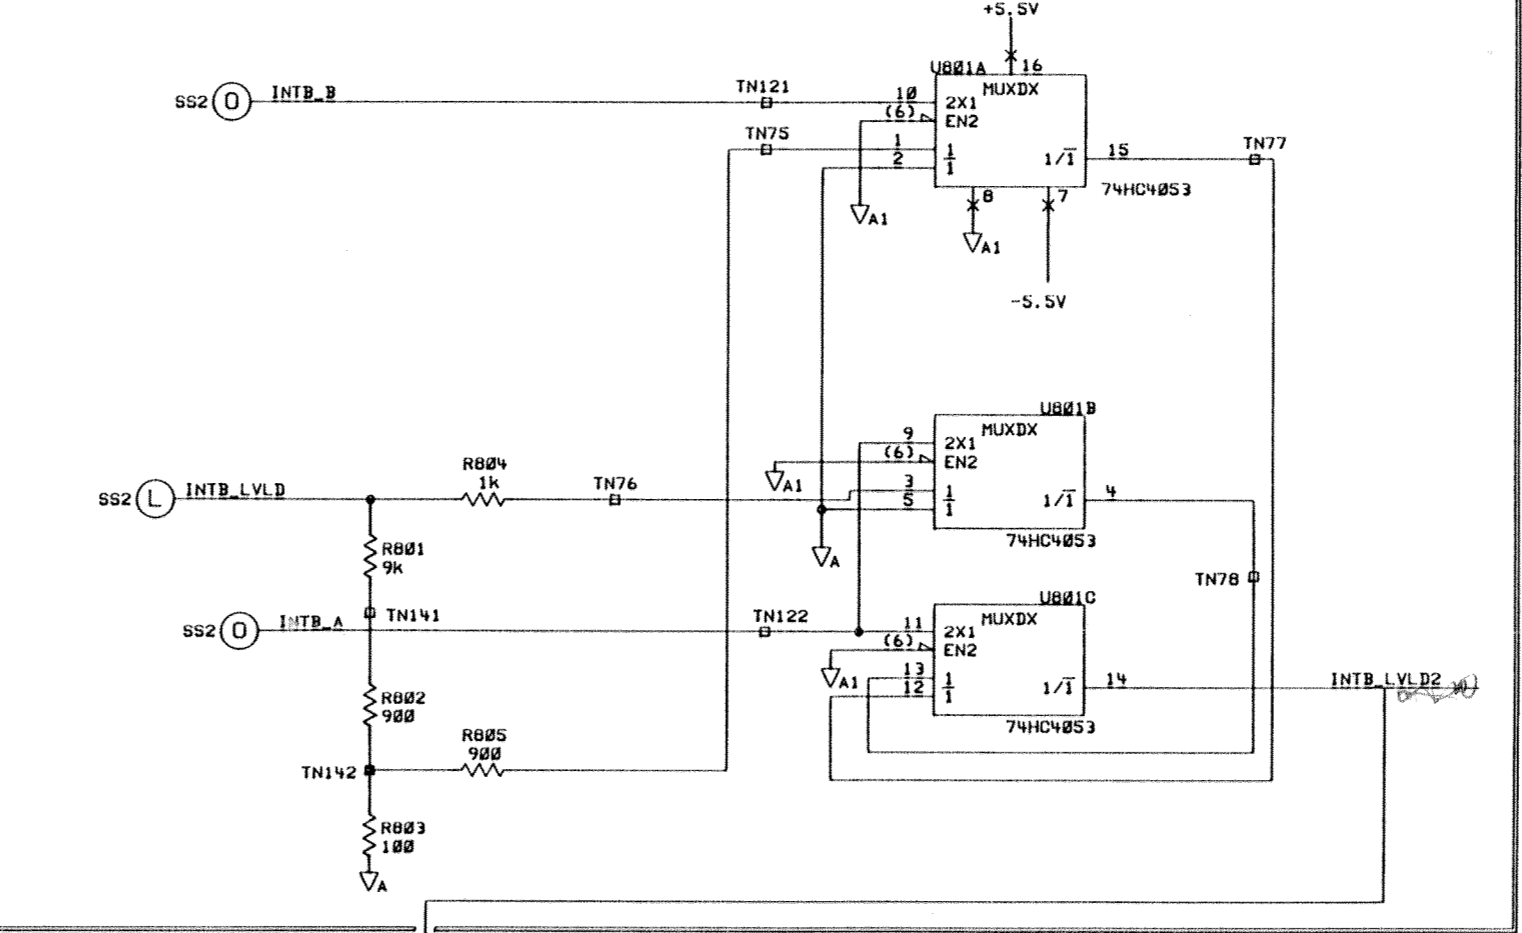 +5.5V
U801A
16
MUXDX
SS2 O INTB_B
TN121
10
2X1
(6)
EN2
TN75
1
1
2
1
1/1̅
15
TN77
74HC4053
8
7
A1
A1
-5.5V
U801B
MUXDX
9
2X1
(6)
EN2
A1
SS2 L INTB_LVLD
R804
1k
TN76
3
1
5
1
1/1̅
4
A
74HC4053
R801
9k
TN78
TN141
SS2 O INTB_A
TN122
U801C
MUXDX
11
2X1
(6)
EN2
A1
13
1
12
1
1/1̅
14
INTB_LVLD2
74HC4053
R802
900
R805
900
TN142
R803
100
A